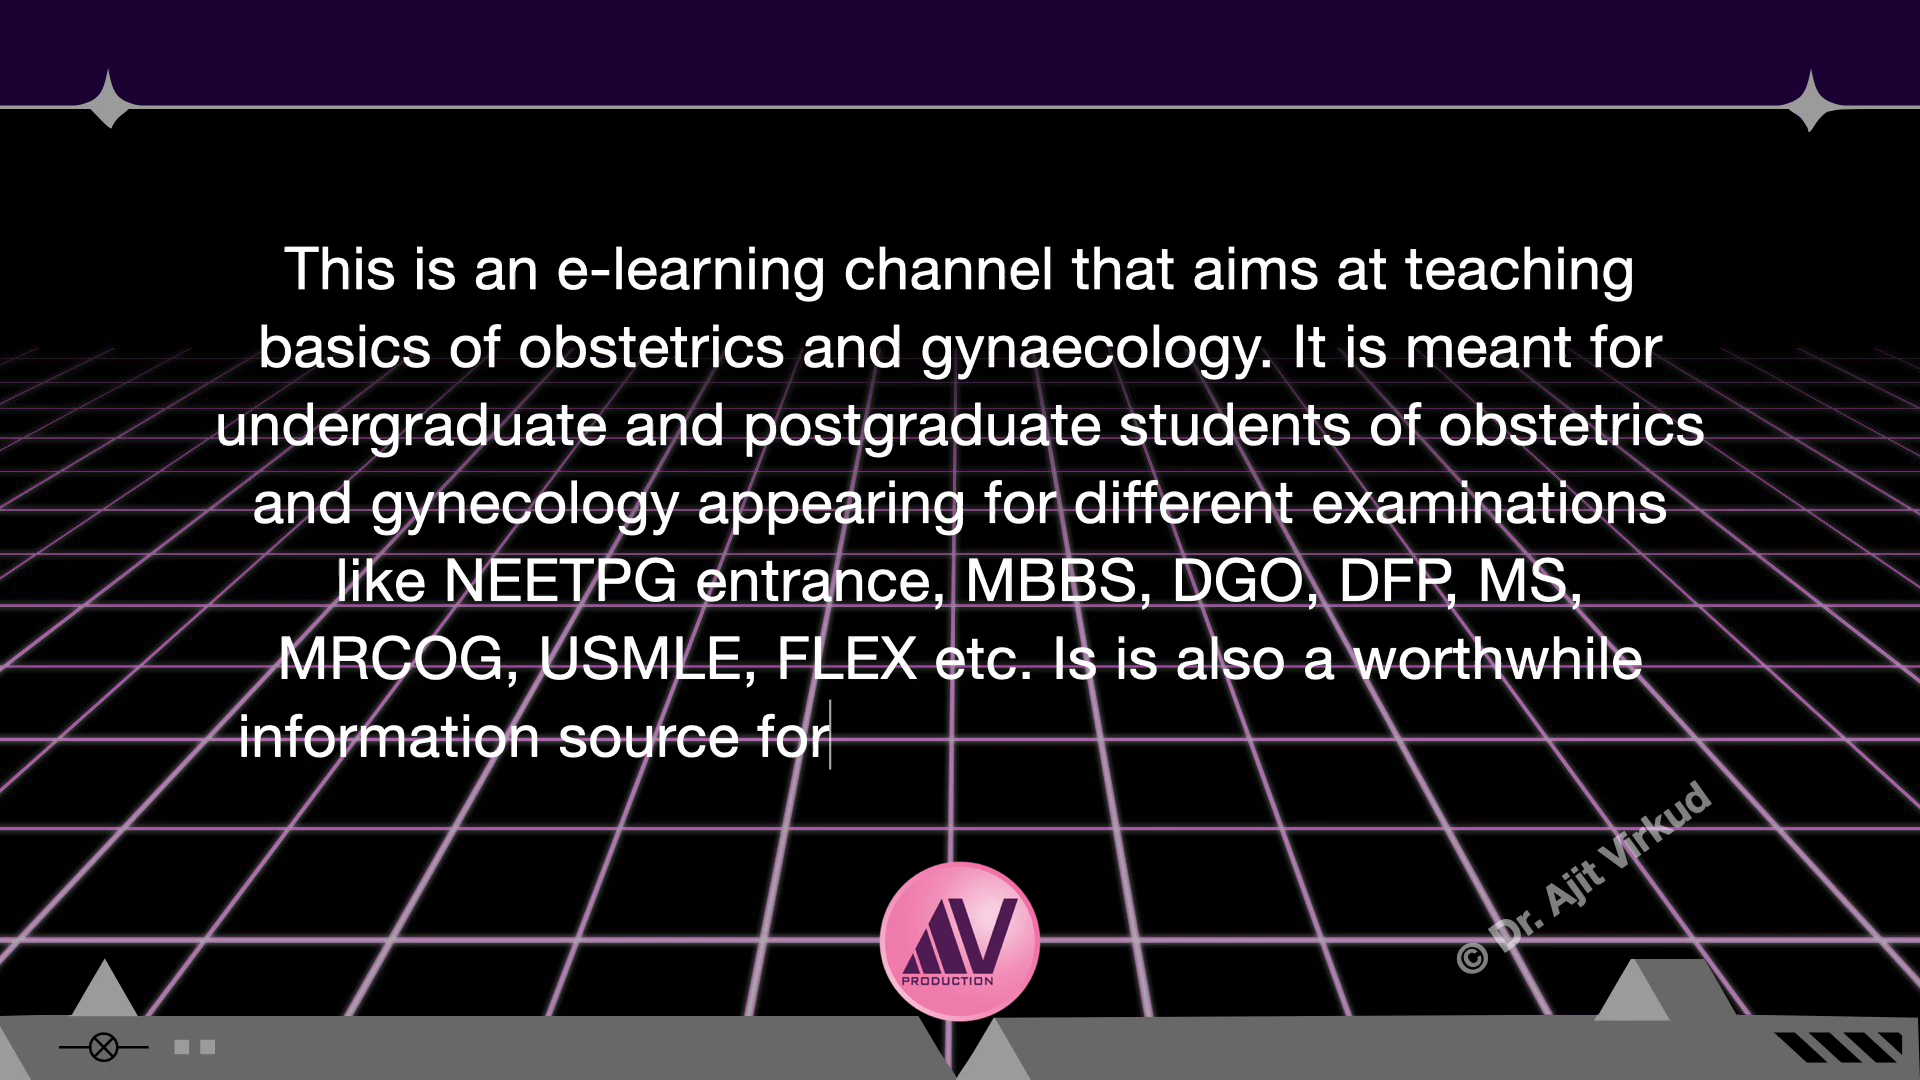 This is an e-learning channel that aims at teaching
basics of obstetrics and gynaecology. It is meant for
undergraduate and postgraduate students of obstetrics
and gynecology appearing for different examinations
like NEETPG entrance, MBBS, DGO, DFP, MS,
MRCOG, USMLE, FLEX etc. Is is also a worthwhile
information source for
© Dr. Ajit Virkud
AV
PRODUCTION